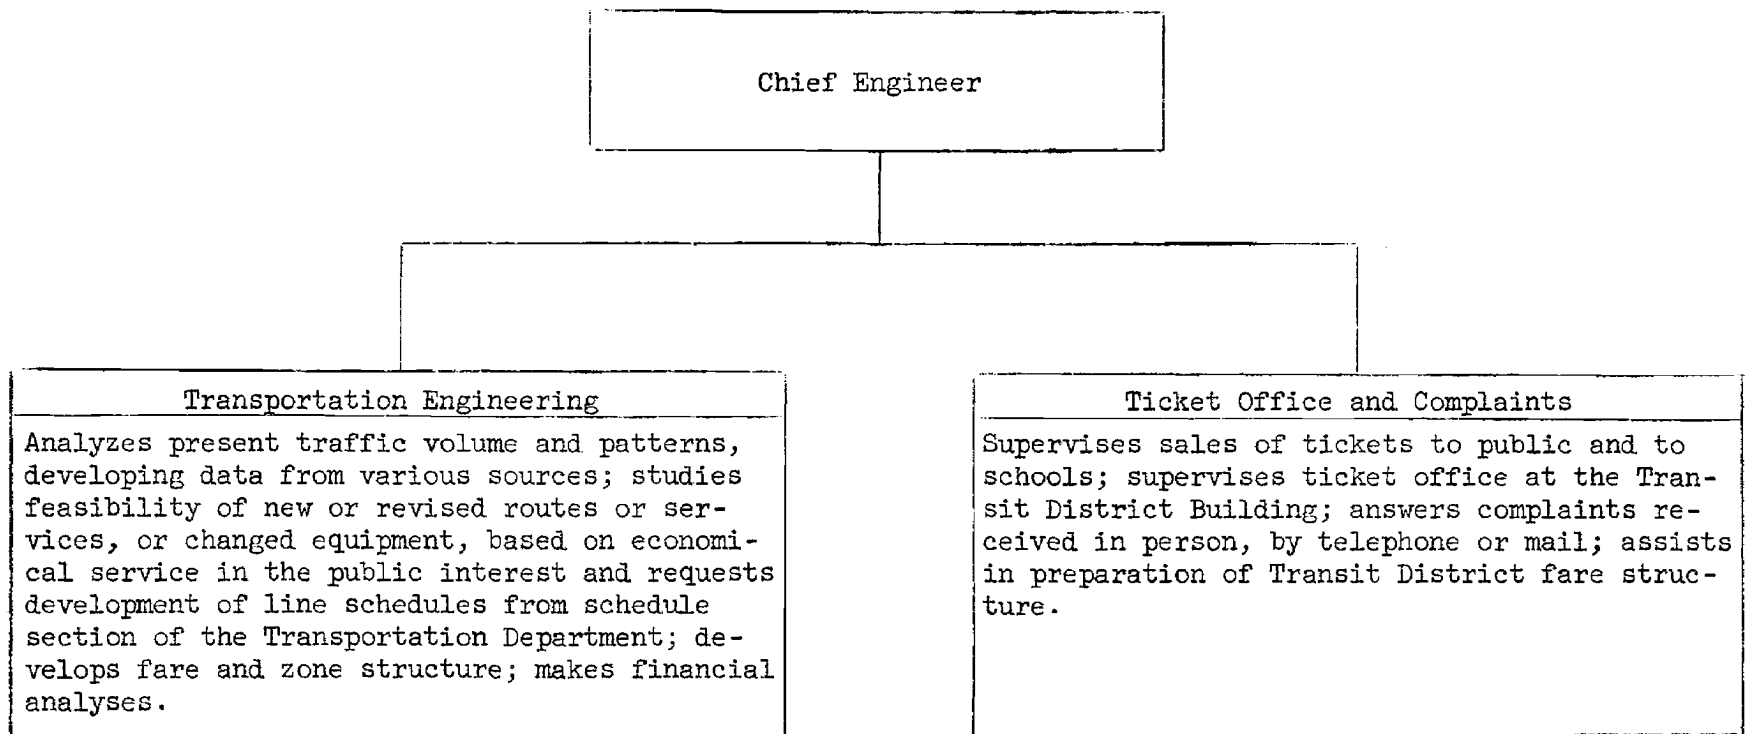 Chief Engineer
Transportation Engineering
Analyzes present traffic volume and patterns,
developing data from various sources; studies
feasibility of new or revised routes or ser-
vices, or changed equipment, based on economi-
cal service in the public interest and requests
development of line schedules from schedule
section of the Transportation Department; de-
velops fare and zone structure; makes financial
analyses.
Ticket Office and Complaints
Supervises sales of tickets to public and to
schools; supervises ticket office at the Tran-
sit District Building; answers complaints re-
ceived in person, by telephone or mail; assists
in preparation of Transit District fare struc-
ture.